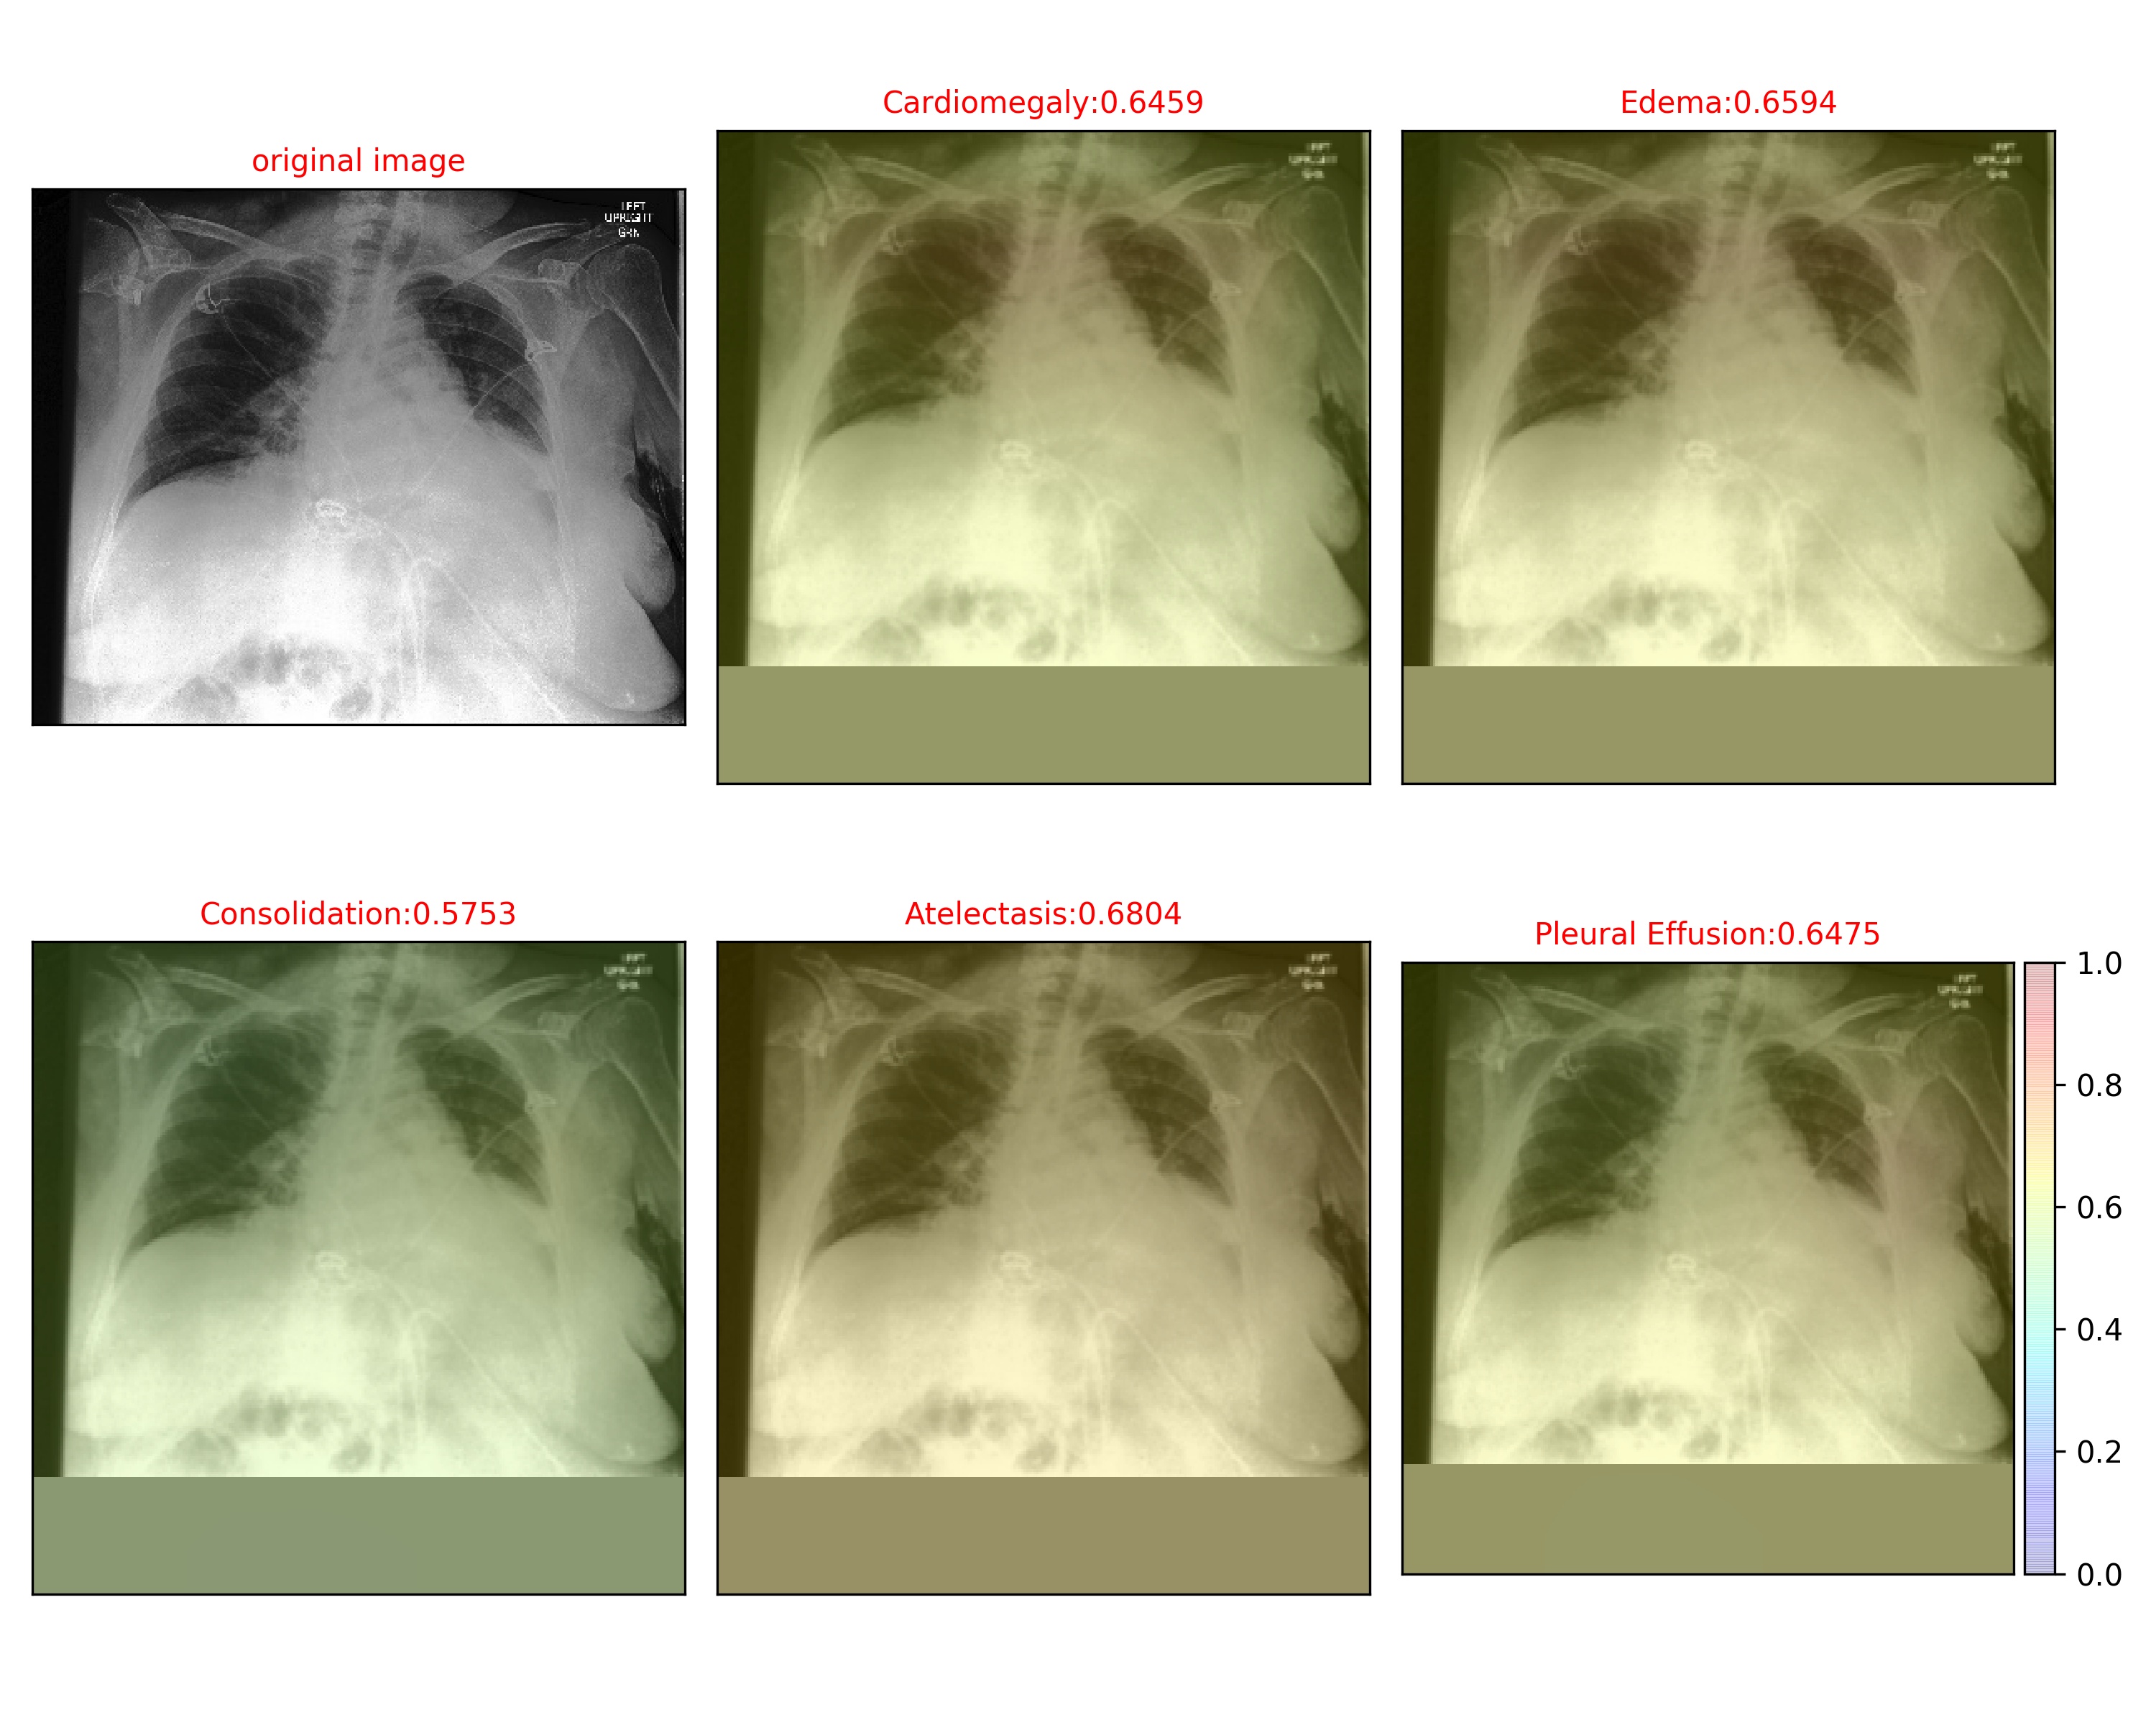 original image
Cardiomegaly:0.6459
Edema:0.6594
Consolidation:0.5753
Atelectasis:0.6804
Pleural Effusion:0.6475
1.0
0.8
0.6
0.4
0.2
0.0